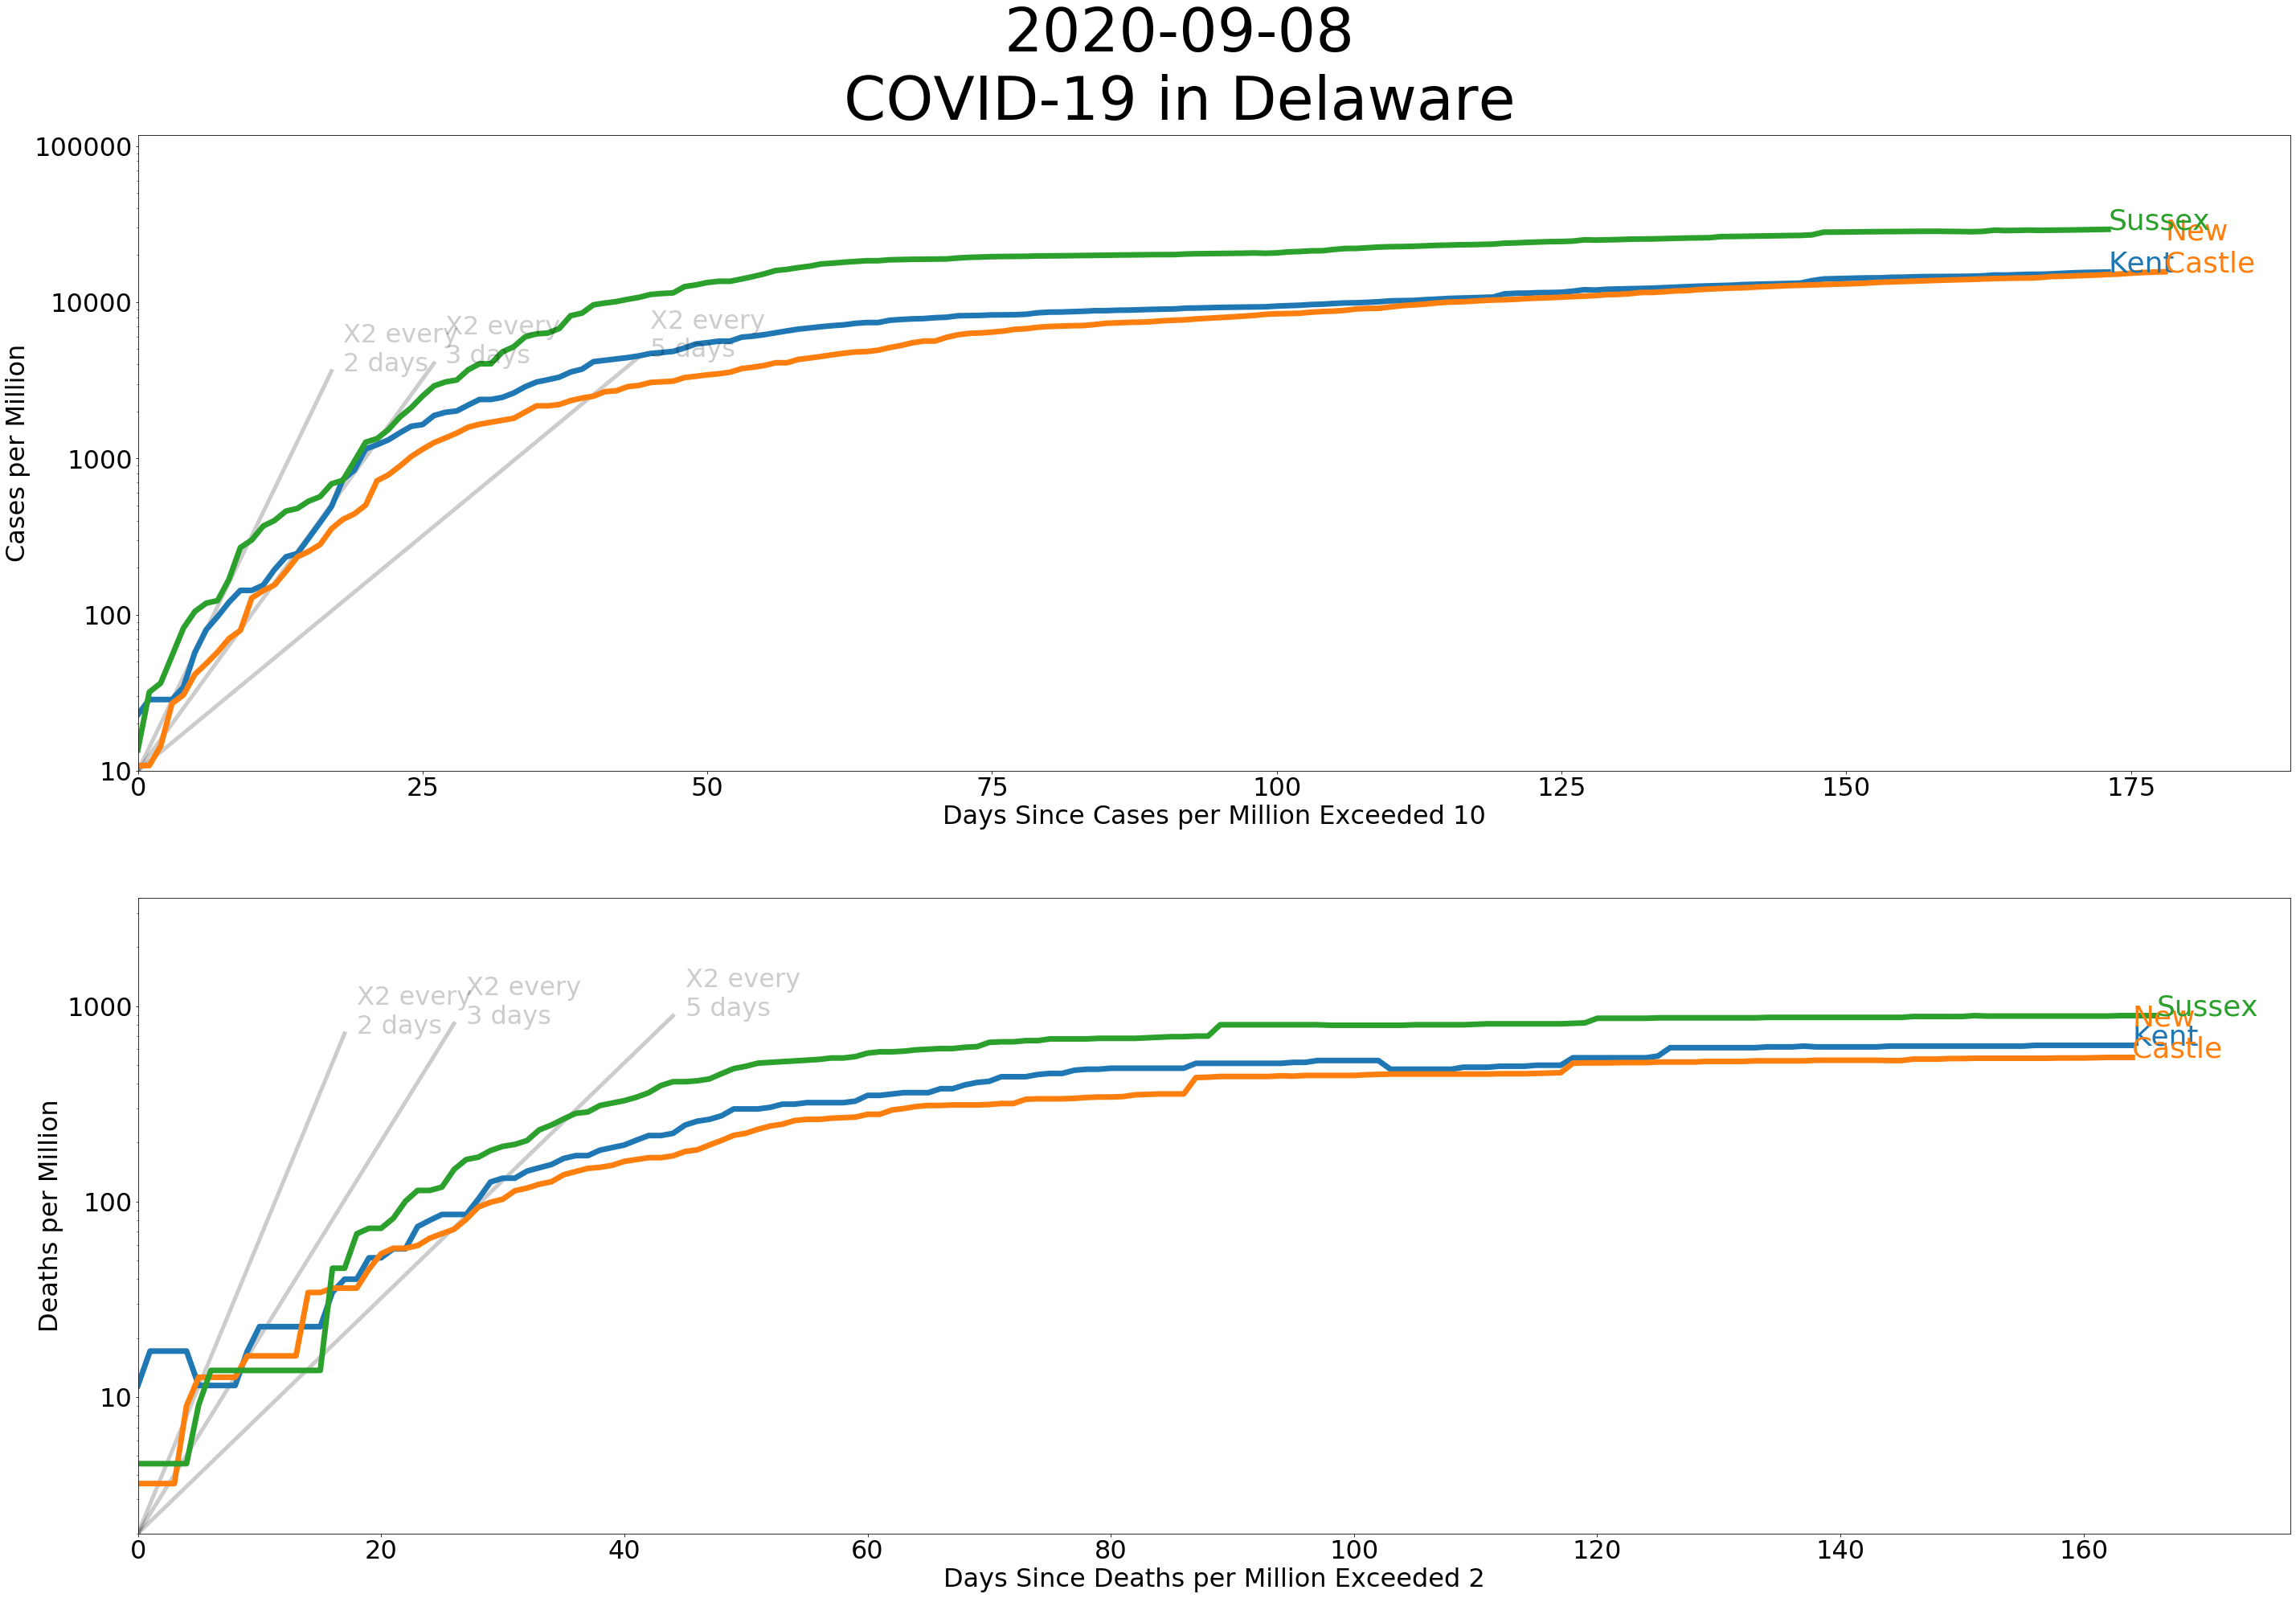 2020-09-08
COVID-19 in Delaware
100000
10000
1000
100
10
Cases per Million
X2 every
2 days
X2 every
3 days
X2 every
5 days
Sussex
New
Castle
Kent
0 25 50 75 100 125 150 175
Days Since Cases per Million Exceeded 10
1000
100
10
Deaths per Million
X2 every
2 days
X2 every
3 days
X2 every
5 days
Sussex
New
Castle
Kent
0 20 40 60 80 100 120 140 160
Days Since Deaths per Million Exceeded 2